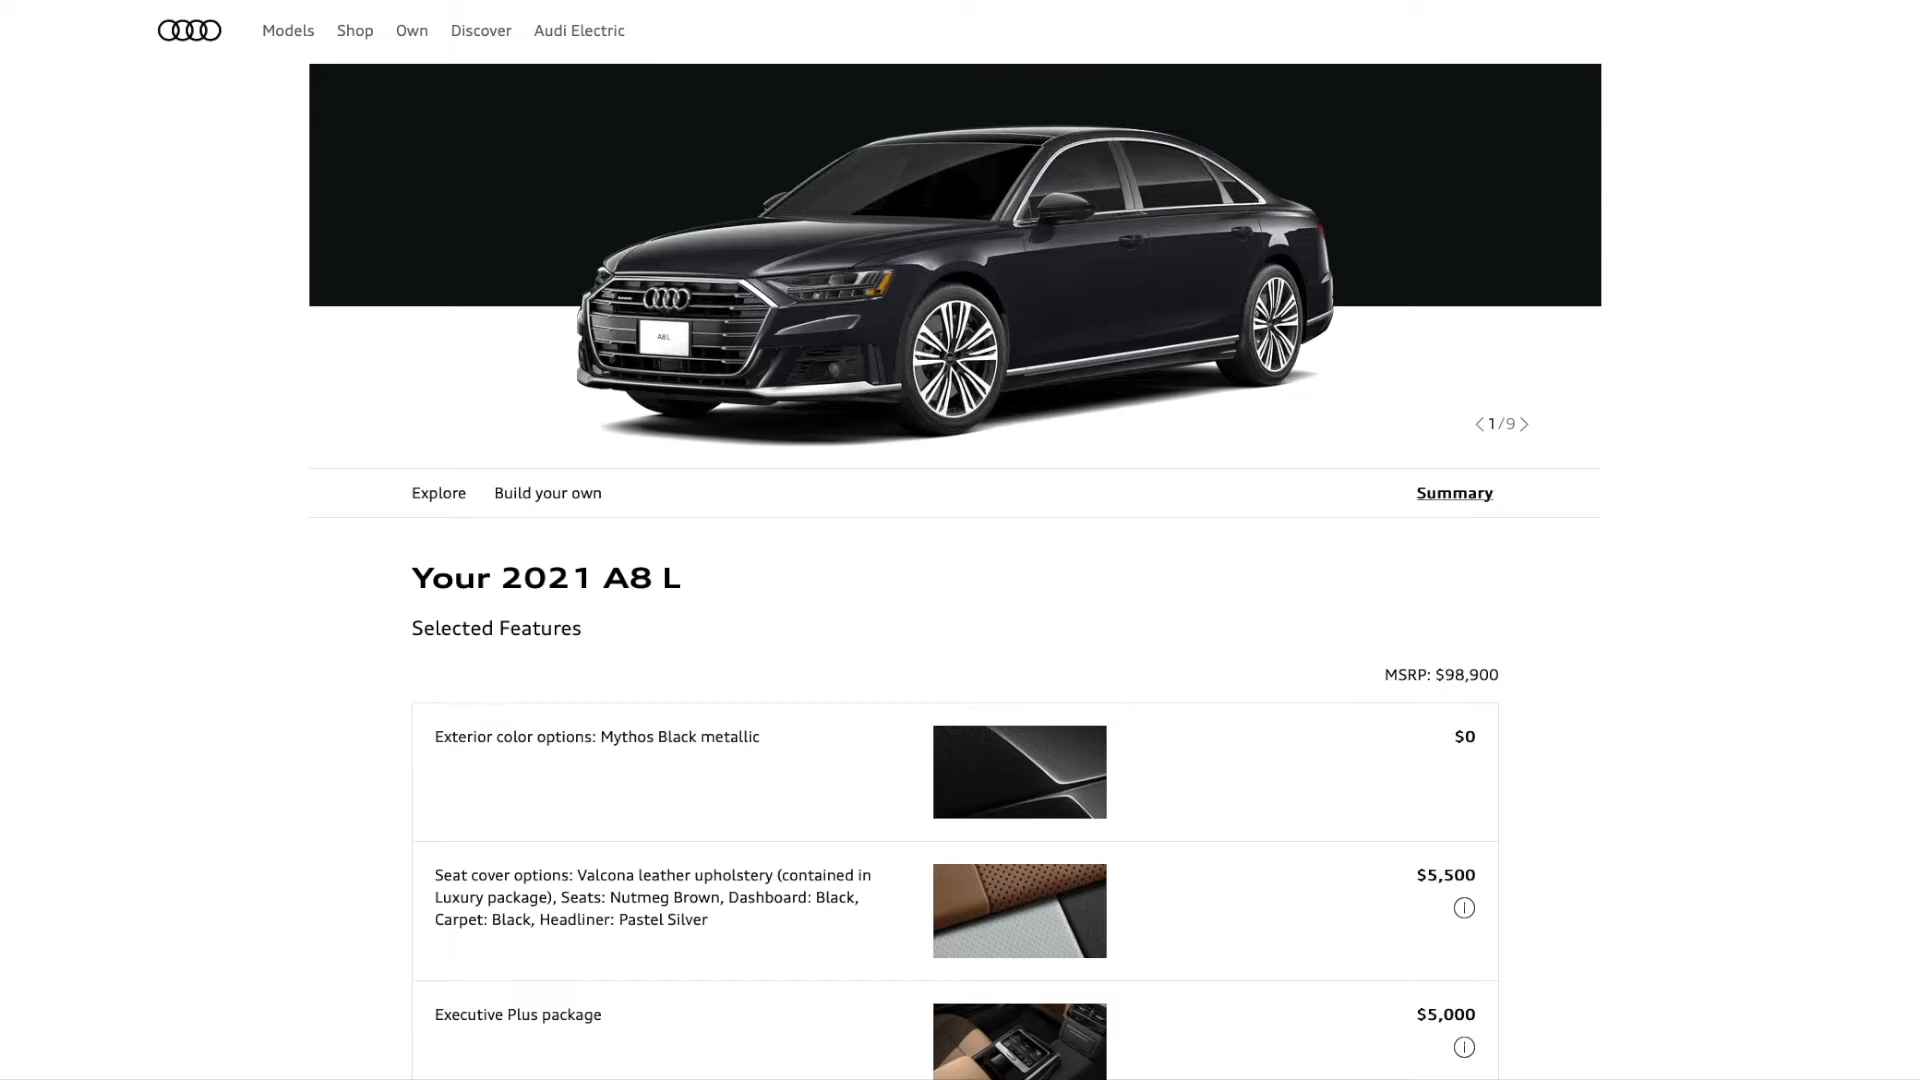 Models Shop Own Discover Audi Electric
A8 L
1/9
Explore Build your own Summary
Your 2021 A8 L
Selected Features
MSRP: $98,900
Exterior color options: Mythos Black metallic $0
Seat cover options: Valcona leather upholstery (contained in $5,500
Luxury package), Seats: Nutmeg Brown, Dashboard: Black,
Carpet: Black, Headliner: Pastel Silver
Executive Plus package $5,000